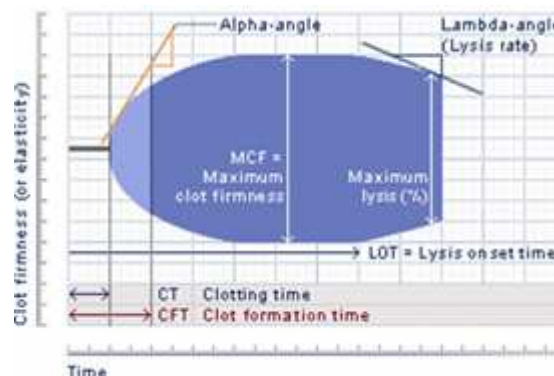 Alpha-angle
Lambda-angle
(Lysis rate)
Clot firmness (or elasticity)
MCF =
Maximum
clot firmness
Maximum
lysis (%)
LOT = Lysis onset time
CT Clotting time
CFT Clot formation time
Time